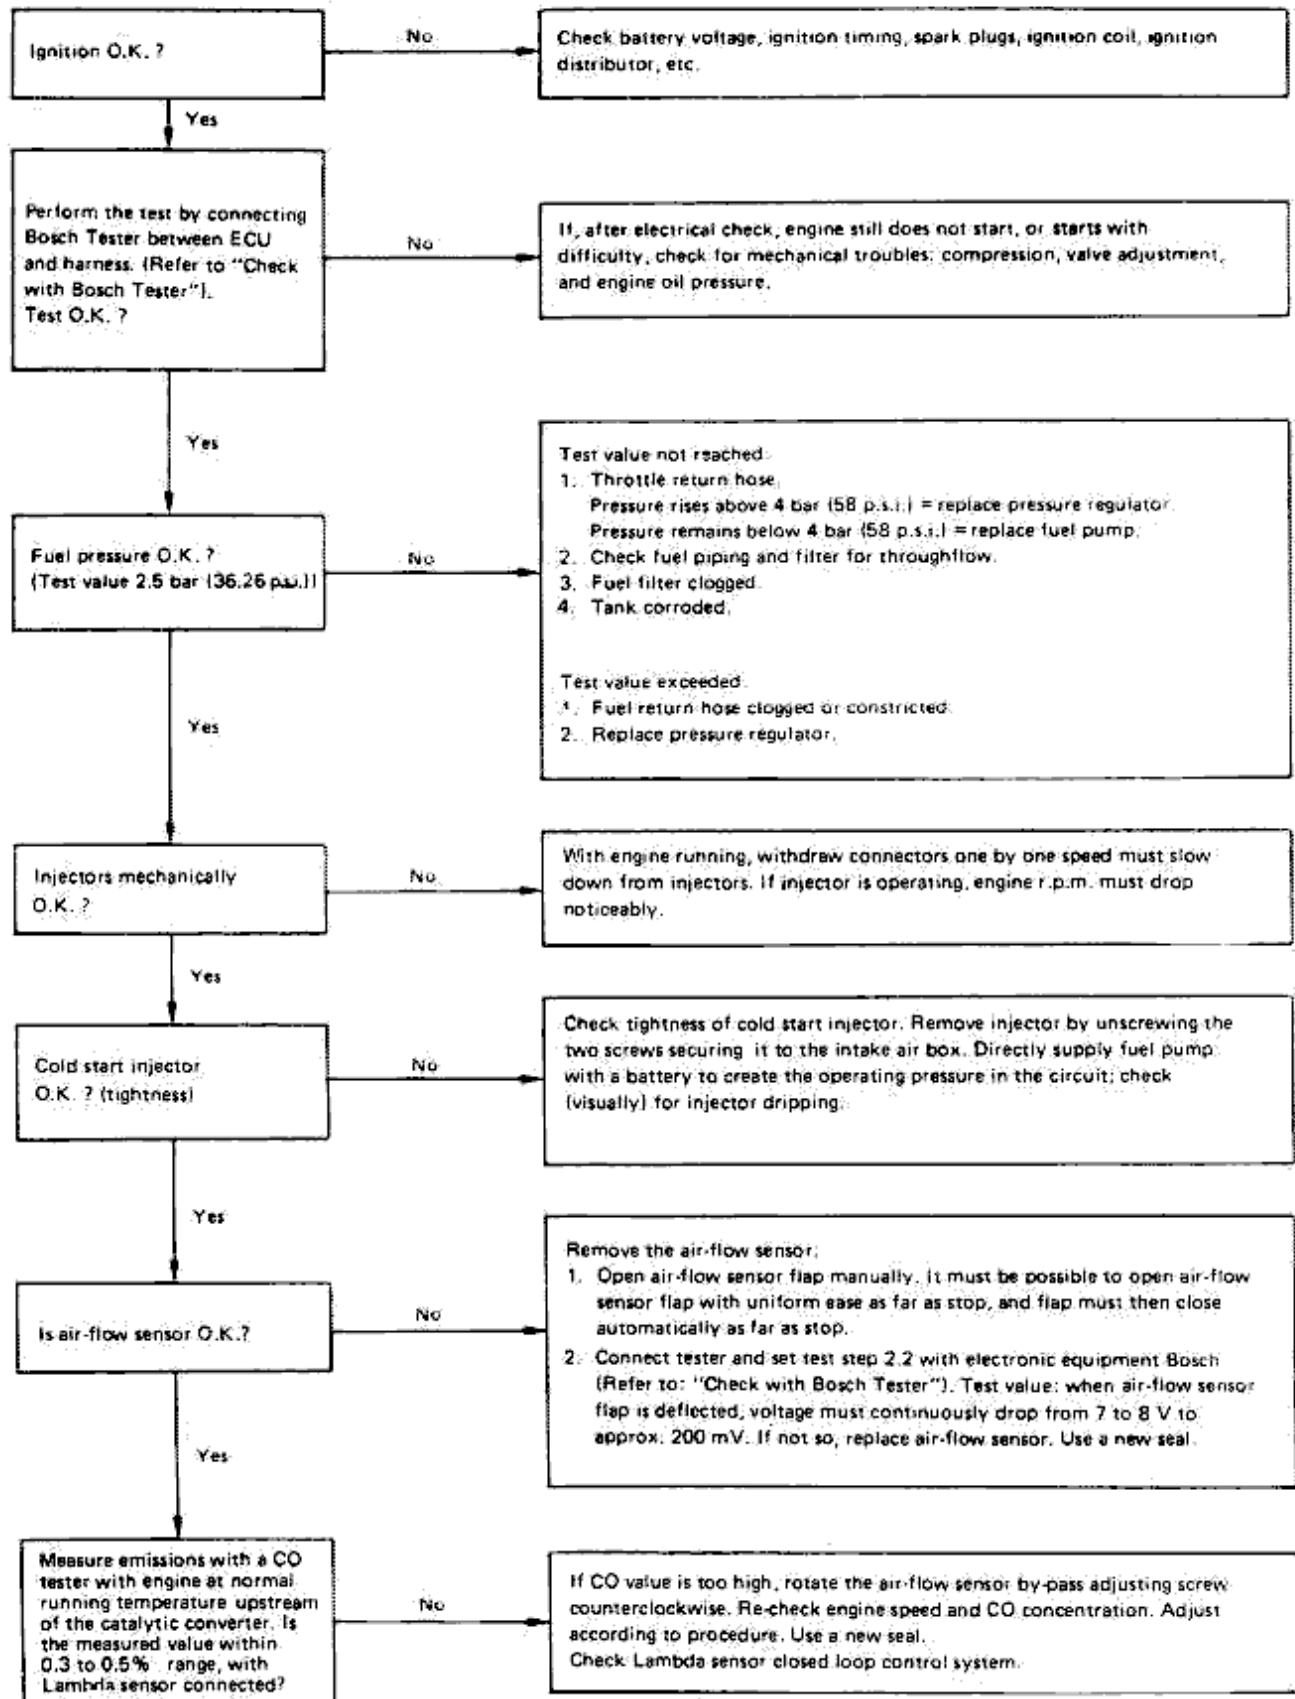 Ignition O.K. ?
No
Check battery voltage, ignition timing, spark plugs, ignition coil, ignition
distributor, etc.
Yes
Perform the test by connecting
Bosch Tester between ECU
and harness. (Refer to "Check
with Bosch Tester").
Test O.K. ?
No
If, after electrical check, engine still does not start, or starts with
difficulty, check for mechanical troubles: compression, valve adjustment,
and engine oil pressure.
Yes
Fuel pressure O.K. ?
(Test value 2.5 bar (36.26 p.s.i.))
No
Test value not reached
1. Throttle return hose.
Pressure rises above 4 bar (58 p.s.i.) = replace pressure regulator.
Pressure remains below 4 bar (58 p.s.i.) = replace fuel pump.
2. Check fuel piping and filter for throughflow.
3. Fuel filter clogged.
4. Tank corroded.
Test value exceeded
1. Fuel return hose clogged or constricted
2. Replace pressure regulator.
Yes
Injectors mechanically
O.K. ?
No
With engine running, withdraw connectors one by one speed must slow
down from injectors. If injector is operating, engine r.p.m. must drop
noticeably.
Yes
Cold start injector
O.K. ? (tightness)
No
Check tightness of cold start injector. Remove injector by unscrewing the
two screws securing it to the intake air box. Directly supply fuel pump
with a battery to create the operating pressure in the circuit; check
(visually) for injector dripping.
Yes
Is air-flow sensor O.K.?
No
Remove the air-flow sensor.
1. Open air-flow sensor flap manually. It must be possible to open air-flow
sensor flap with uniform ease as far as stop, and flap must then close
automatically as far as stop.
2. Connect tester and set test step 2.2 with electronic equipment Bosch
(Refer to: "Check with Bosch Tester"). Test value: when air-flow sensor
flap is deflected, voltage must continuously drop from 7 to 8 V to
approx. 200 mV. If not so, replace air-flow sensor. Use a new seal.
Yes
Measure emissions with a CO
tester with engine at normal
running temperature upstream
of the catalytic converter. Is
the measured value within
0.3 to 0.5% range, with
Lambda sensor connected?
No
If CO value is too high, rotate the air-flow sensor by-pass adjusting screw
counterclockwise. Re-check engine speed and CO concentration. Adjust
according to procedure. Use a new seal.
Check Lambda sensor closed loop control system.